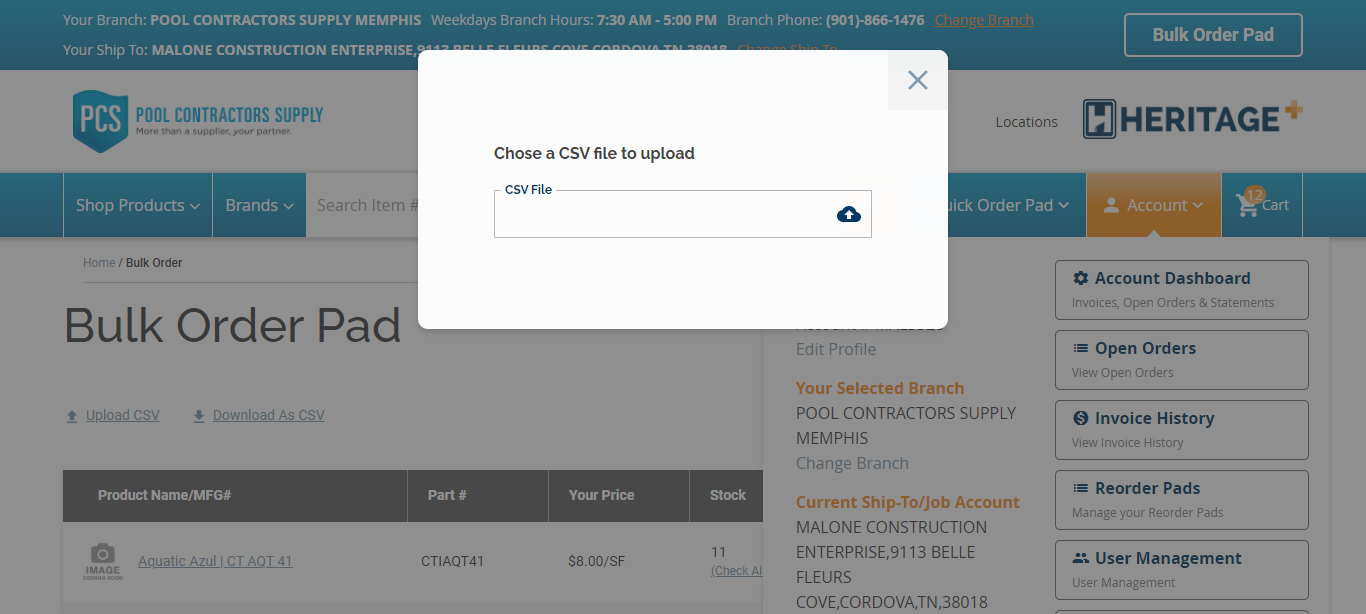 Your Branch: POOL CONTRACTORS SUPPLY MEMPHIS Weekdays Branch Hours: 7:30 AM - 5:00 PM Branch Phone: (901)-866-1476 Change Branch
Your Ship To: MALONE CONSTRUCTION ENTERPRISE,9113 BELLE FLEURS COVE,CORDOVA,TN,38018 Change Ship To
Bulk Order Pad
PCS POOL CONTRACTORS SUPPLY
More than a supplier, your partner.
Locations
HERITAGE+
Shop Products
Brands
Search Item #
uick Order Pad
Account
12
Cart
Chose a CSV file to upload
CSV File
Home / Bulk Order
Bulk Order Pad
Upload CSV
Download As CSV
Product Name/MFG# Part # Your Price Stock
IMAGE
COMING SOON
Aquatic Azul | CT AQT 41 CTIAQT41 $8.00/SF 11
(Check Al
Edit Profile
Your Selected Branch
POOL CONTRACTORS SUPPLY
MEMPHIS
Change Branch
Current Ship-To/Job Account
MALONE CONSTRUCTION
ENTERPRISE,9113 BELLE
FLEURS
COVE,CORDOVA,TN,38018
Account Dashboard
Invoices, Open Orders & Statements
Open Orders
View Open Orders
Invoice History
View Invoice History
Reorder Pads
Manage your Reorder Pads
User Management
User Management